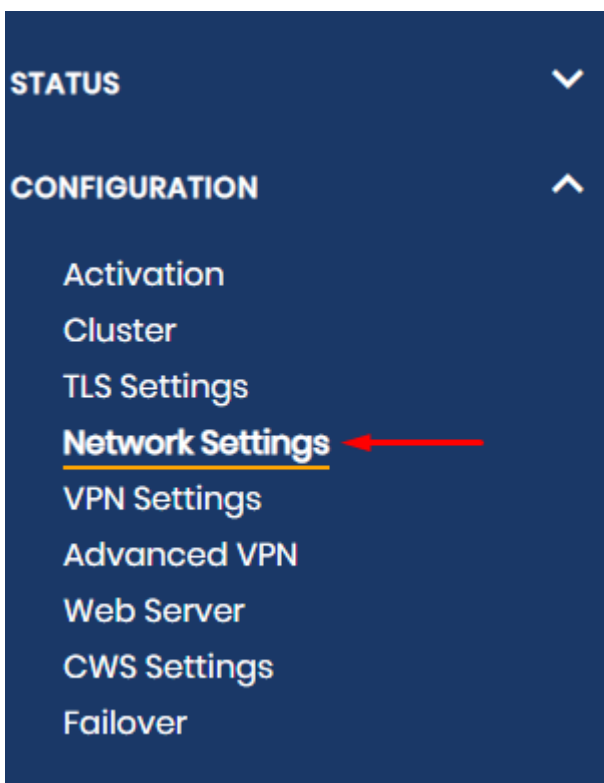 STATUS
CONFIGURATION
Activation
Cluster
TLS Settings
Network Settings
VPN Settings
Advanced VPN
Web Server
CWS Settings
Failover